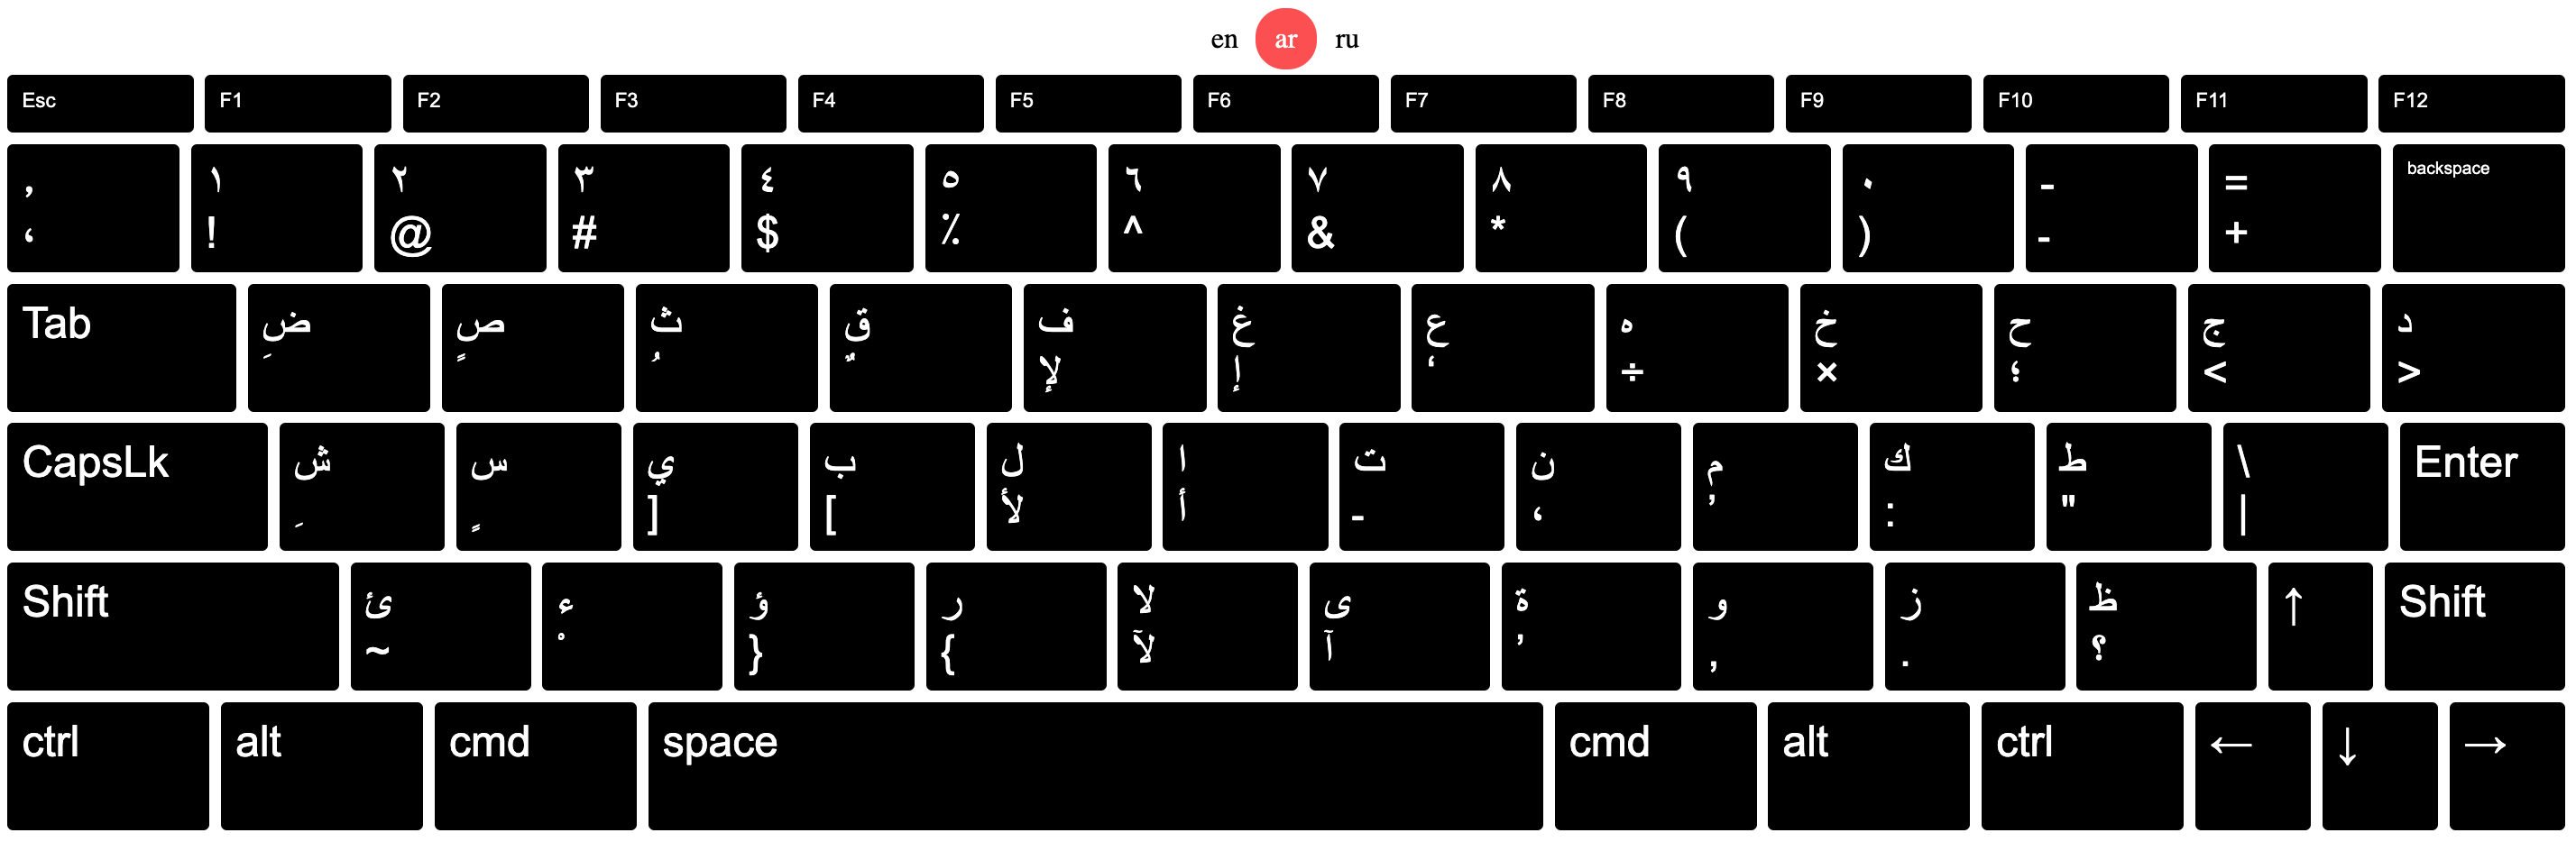 en ar ru
Esc F1 F2 F3 F4 F5 F6 F7 F8 F9 F10 F11 F12
, ١ ٢ ٣ ٤ ٥ ٦ ٧ ٨ ٩ ٠ - = backspace
، ! @ # $ ٪ ^ & * ( ) - +
Tab ضِ ص ث ق ف غ ع ه خ ح ج د
َ ً ُ ٌ لإ إ ‘ ÷ × ؛ < >
CapsLk ش س ي ب ل ا ت ن م ك ط \ Enter
ِ ٍ ] [ لأ أ - ، ’ : " |
Shift ئ ء ؤ ر لا ى ة و ز ظ ↑ Shift
~ ْ } { لآ آ ’ , . ؟
ctrl alt cmd space cmd alt ctrl ← ↓ →